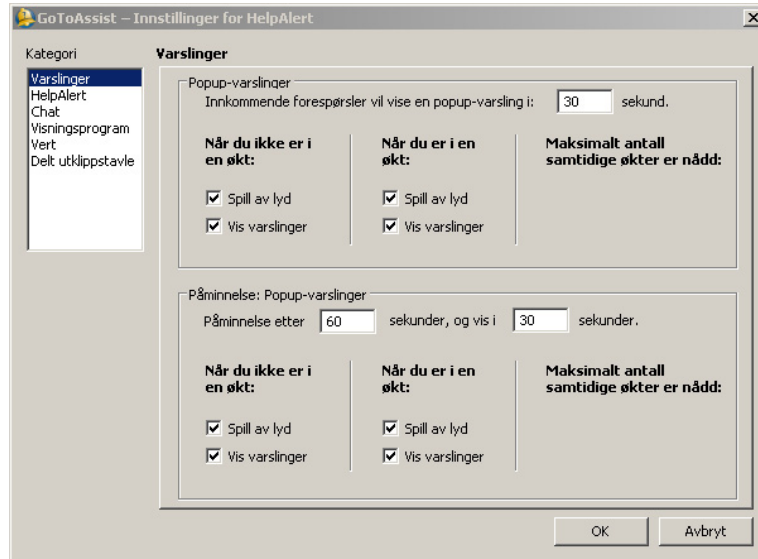 GoToAssist – Innstillinger for HelpAlert
Kategori
Varslinger
HelpAlert
Chat
Visningsprogram
Vert
Delt utklippstavle
Varslinger
Popup-varslinger
Innkommende forespørsler vil vise en popup-varsling i: 30 sekund.
Når du ikke er i
en økt:
Spill av lyd
Vis varslinger
Når du er i en
økt:
Spill av lyd
Vis varslinger
Maksimalt antall
samtidige økter er nådd:
Påminnelse: Popup-varslinger
Påminnelse etter 60 sekunder, og vis i 30 sekunder.
Når du ikke er i
en økt:
Spill av lyd
Vis varslinger
Når du er i en
økt:
Spill av lyd
Vis varslinger
Maksimalt antall
samtidige økter er nådd:
OK
Avbryt